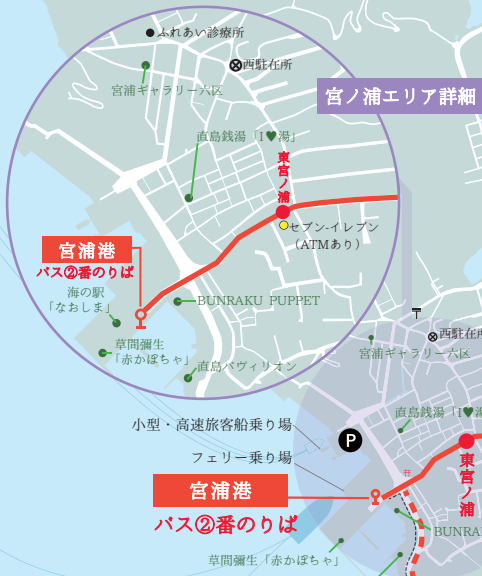 ふれあい診療所
西駐在所
宮浦ギャラリー六区
宮ノ浦エリア詳細
直島銭湯「I♥湯」
東宮ノ浦
セブン-イレブン
（ATMあり）
宮浦港
バス②番のりば
海の駅
「なおしま」
BUNRAKU PUPPET
草間彌生
「赤かぼちゃ」
直島パヴィリオン
〒
西駐在所
宮浦ギャラリー六区
直島銭湯「I♥湯
小型・高速旅客船乗り場
P
フェリー乗り場
東宮ノ浦
宮浦港
バス②番のりば
BUNRA
草間彌生「赤かぼちゃ」